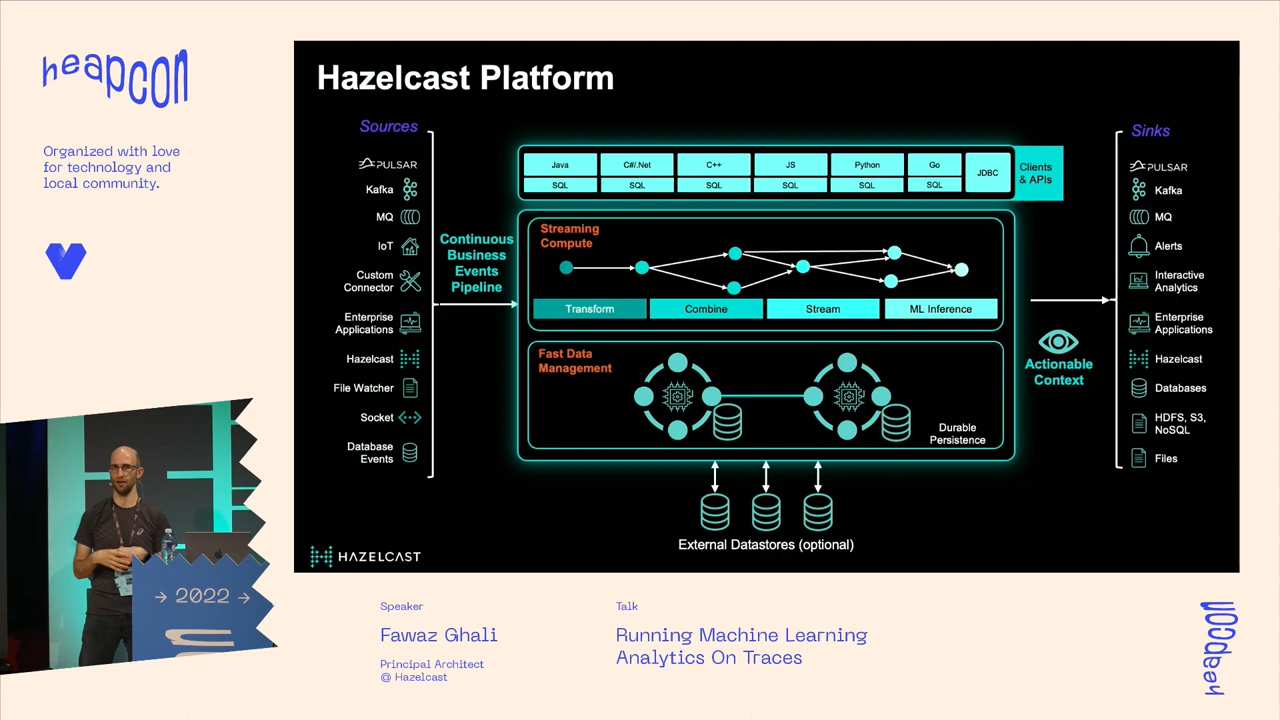 heapcon
Organized with love
for technology and
local community.
Hazelcast Platform
Sources
PULSAR
Kafka
MQ
IoT
Custom
Connector
Enterprise
Applications
Hazelcast
File Watcher
Socket
Database
Events
Continuous
Business
Events
Pipeline
Java
C#/.Net
C++
JS
Python
Go
SQL
SQL
SQL
SQL
SQL
SQL
JDBC
Clients
& APIs
Streaming
Compute
Transform
Combine
Stream
ML Inference
Fast Data
Management
Durable
Persistence
External Datastores (optional)
Actionable
Context
Sinks
PULSAR
Kafka
MQ
Alerts
Interactive
Analytics
Enterprise
Applications
Hazelcast
Databases
HDFS, S3,
NoSQL
Files
HAZELCAST
→ 2022 →
Speaker
Fawaz Ghali
Principal Architect
@ Hazelcast
Talk
Running Machine Learning
Analytics On Traces
heapcon